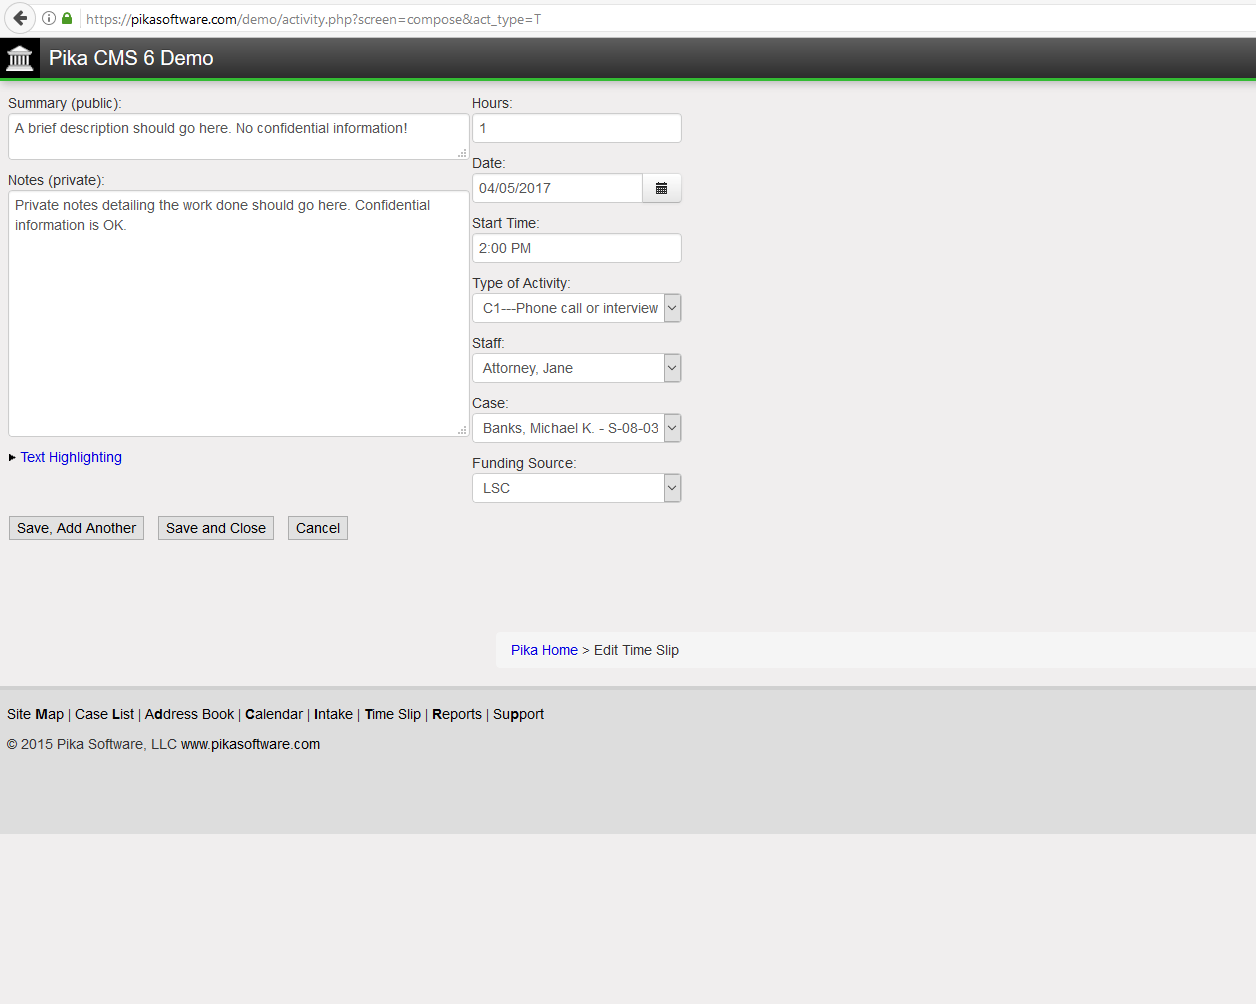 https://pikasoftware.com/demo/activity.php?screen=compose&act_type=T
Pika CMS 6 Demo
Summary (public):
A brief description should go here. No confidential information!
Notes (private):
Private notes detailing the work done should go here. Confidential
information is OK.
Text Highlighting
Hours:
1
Date:
04/05/2017
Start Time:
2:00 PM
Type of Activity:
C1---Phone call or interview
Staff:
Attorney, Jane
Case:
Banks, Michael K. - S-08-03
Funding Source:
LSC
Save, Add Another
Save and Close
Cancel
Pika Home > Edit Time Slip
Site Map | Case List | Address Book | Calendar | Intake | Time Slip | Reports | Support
© 2015 Pika Software, LLC www.pikasoftware.com